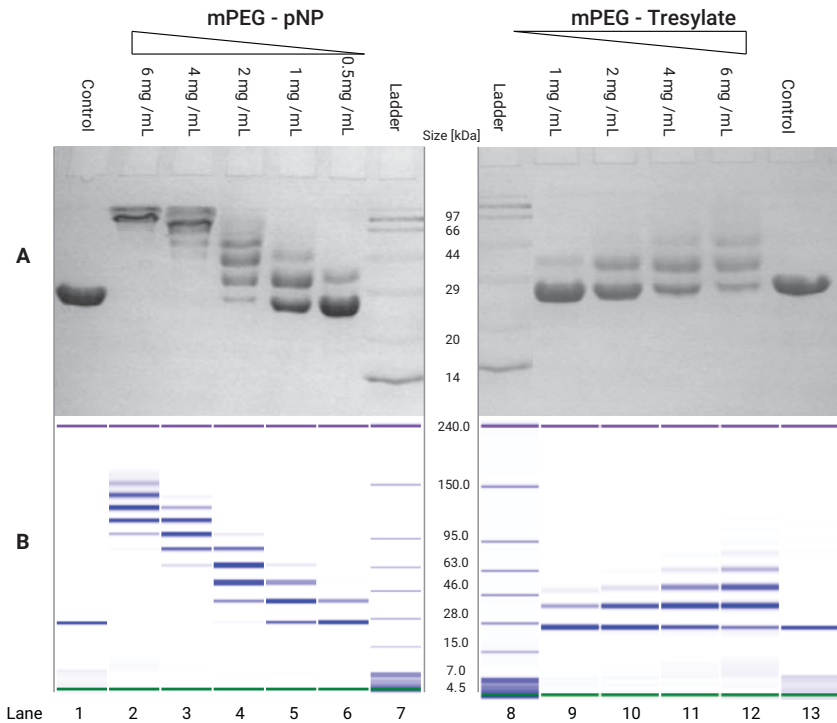 mPEG - pNP
mPEG - Tresylate
Control
6 mg /mL
4 mg /mL
2 mg /mL
1 mg /mL
0.5mg /mL
Ladder
Size [kDa]
Ladder
1 mg /mL
2 mg /mL
4 mg /mL
6 mg /mL
Control
A
97
66
44
29
20
14
B
240.0
150.0
95.0
63.0
46.0
28.0
15.0
7.0
4.5
Lane 1 2 3 4 5 6 7 8 9 10 11 12 13